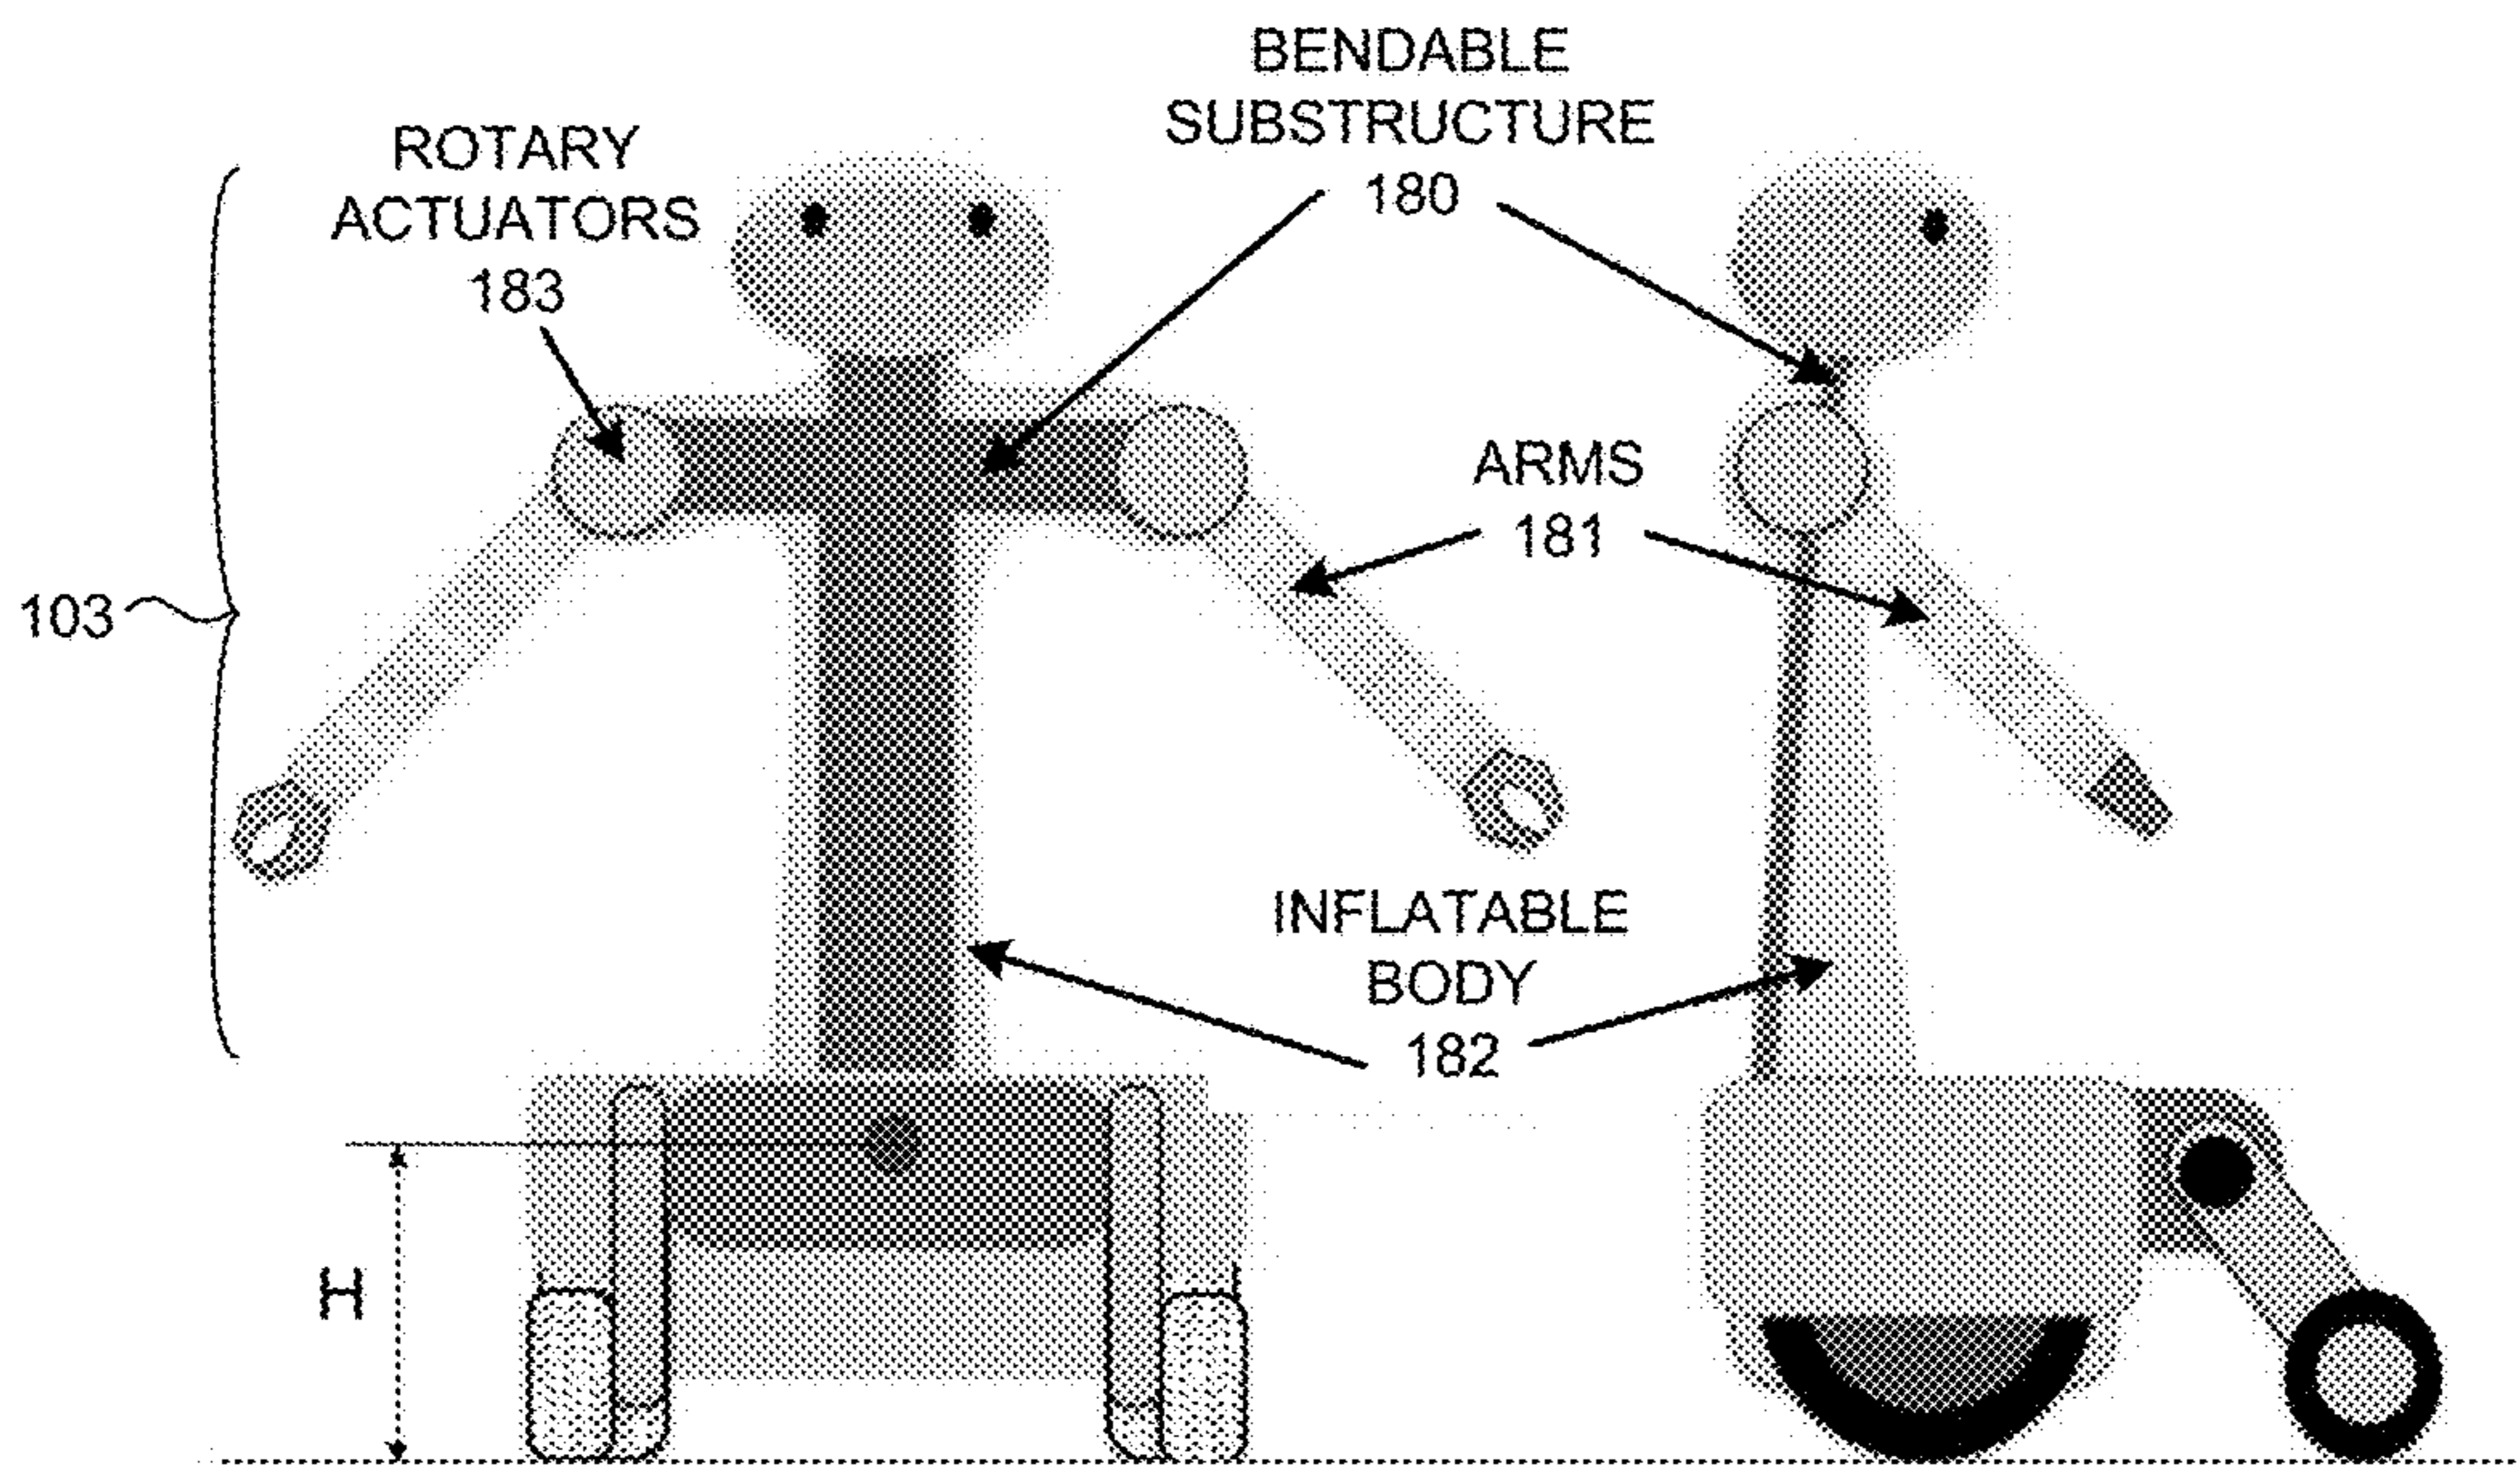 BENDABLE
SUBSTRUCTURE
180
ROTARY
ACTUATORS
183
ARMS
181
103
INFLATABLE
BODY
182
H